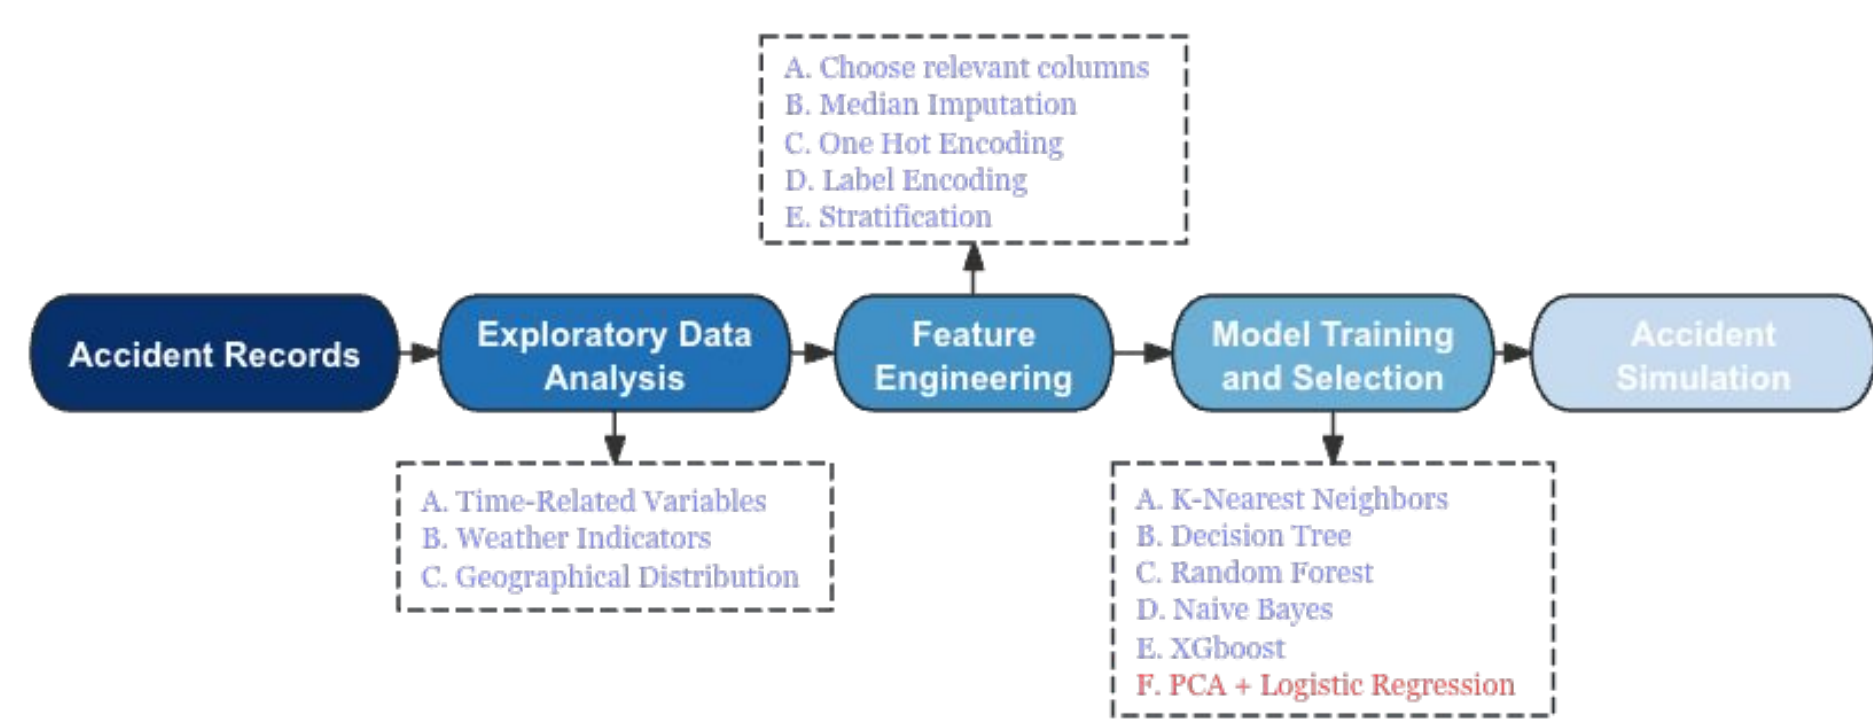 A. Choose relevant columns
B. Median Imputation
C. One Hot Encoding
D. Label Encoding
E. Stratification
Accident Records
Exploratory Data
Analysis
Feature
Engineering
Model Training
and Selection
Accident
Simulation
A. Time-Related Variables
B. Weather Indicators
C. Geographical Distribution
A. K-Nearest Neighbors
B. Decision Tree
C. Random Forest
D. Naive Bayes
E. XGboost
F. PCA + Logistic Regression